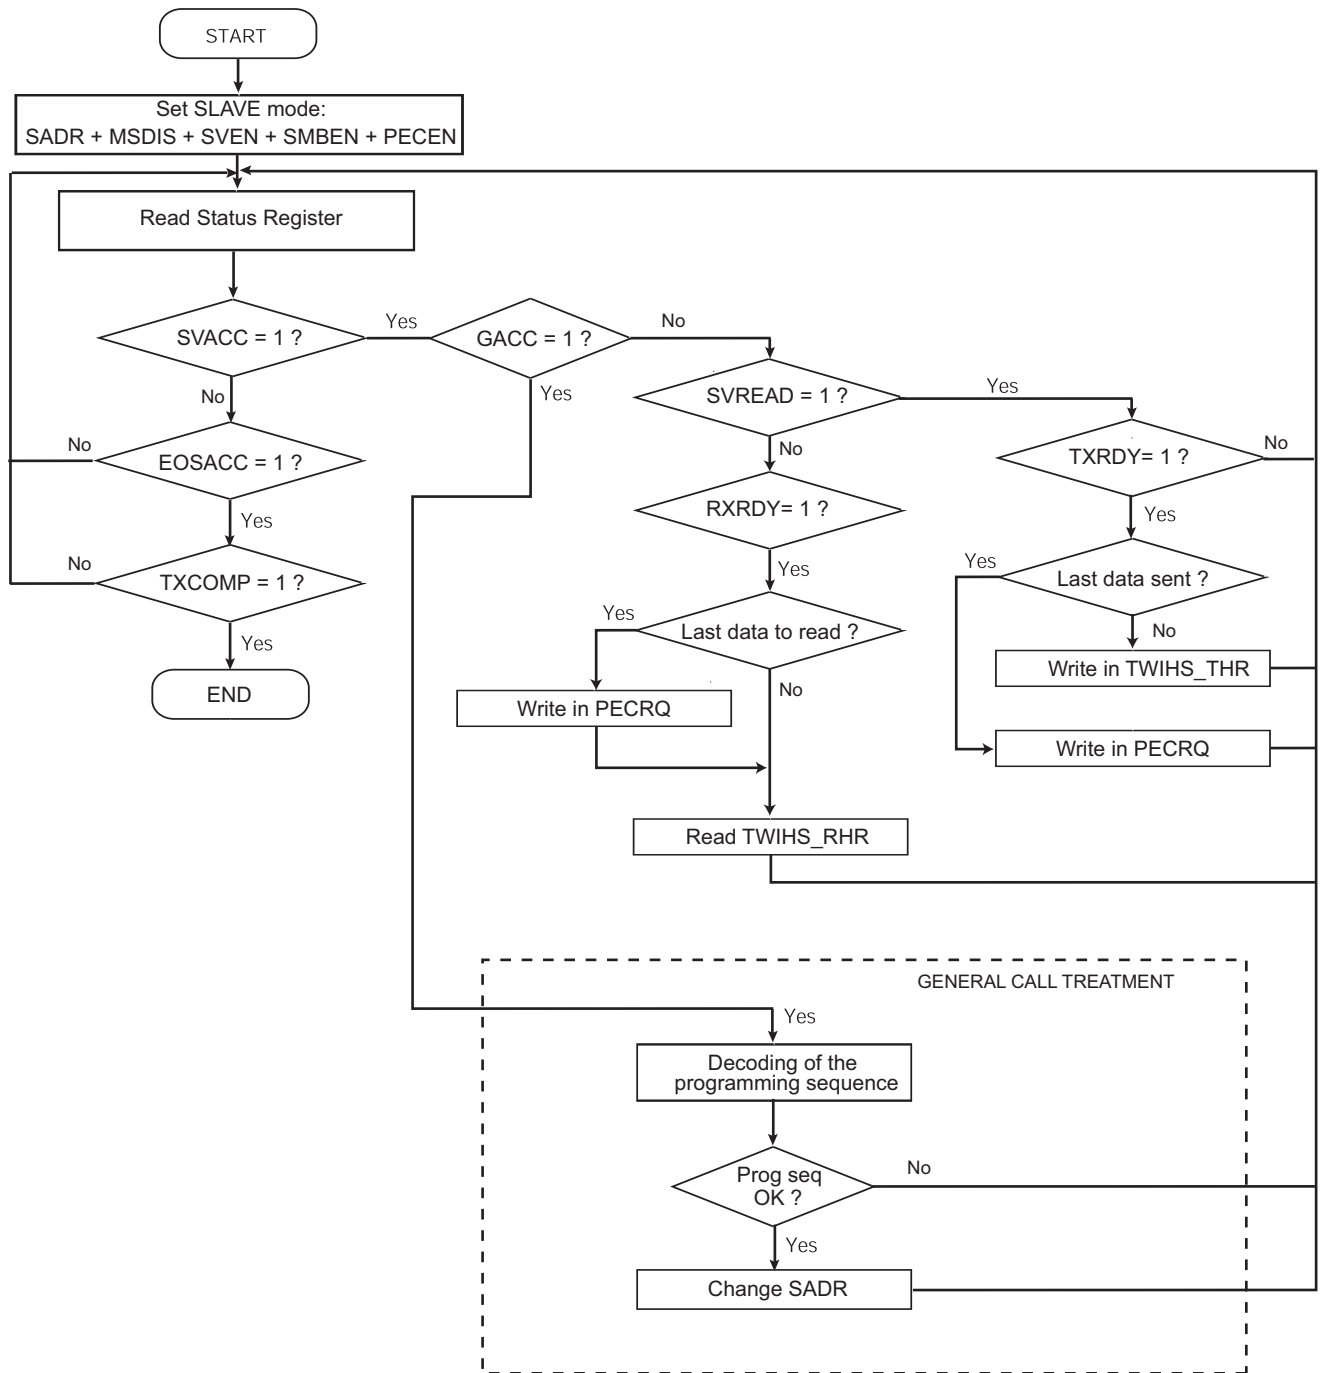 START
Set SLAVE mode:
SADR + MSDIS + SVEN + SMBEN + PECEN
Read Status Register
SVACC = 1 ?
Yes
GACC = 1 ?
No
No
Yes
SVREAD = 1 ?
Yes
No
EOSACC = 1 ?
No
TXRDY= 1 ?
No
Yes
RXRDY= 1 ?
Yes
No
TXCOMP = 1 ?
Yes
Yes
Last data sent ?
Yes
Yes
Last data to read ?
No
Write in TWIHS_THR
END
No
Write in PECRQ
Write in PECRQ
Read TWIHS_RHR
GENERAL CALL TREATMENT
Yes
Decoding of the
programming sequence
Prog seq
OK ?
No
Yes
Change SADR